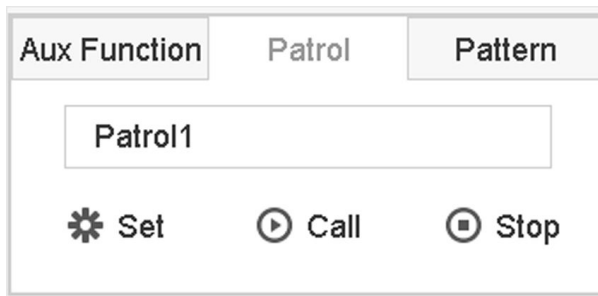 Aux Function Patrol Pattern
Patrol1
Set Call Stop